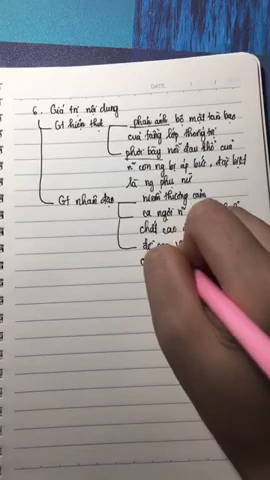 DATE
6. Giá trị nội dung
Gt hiện thực
phản ánh bộ mặt tàn bạo
của tầng lớp thống trị
phơi bày nỗi đau khổ của
n~ con ng bị áp bức, đặc biệt
là ng phụ nữ
Gt nhân đạo
niềm thương cảm
ca ngợi n~
chất cao